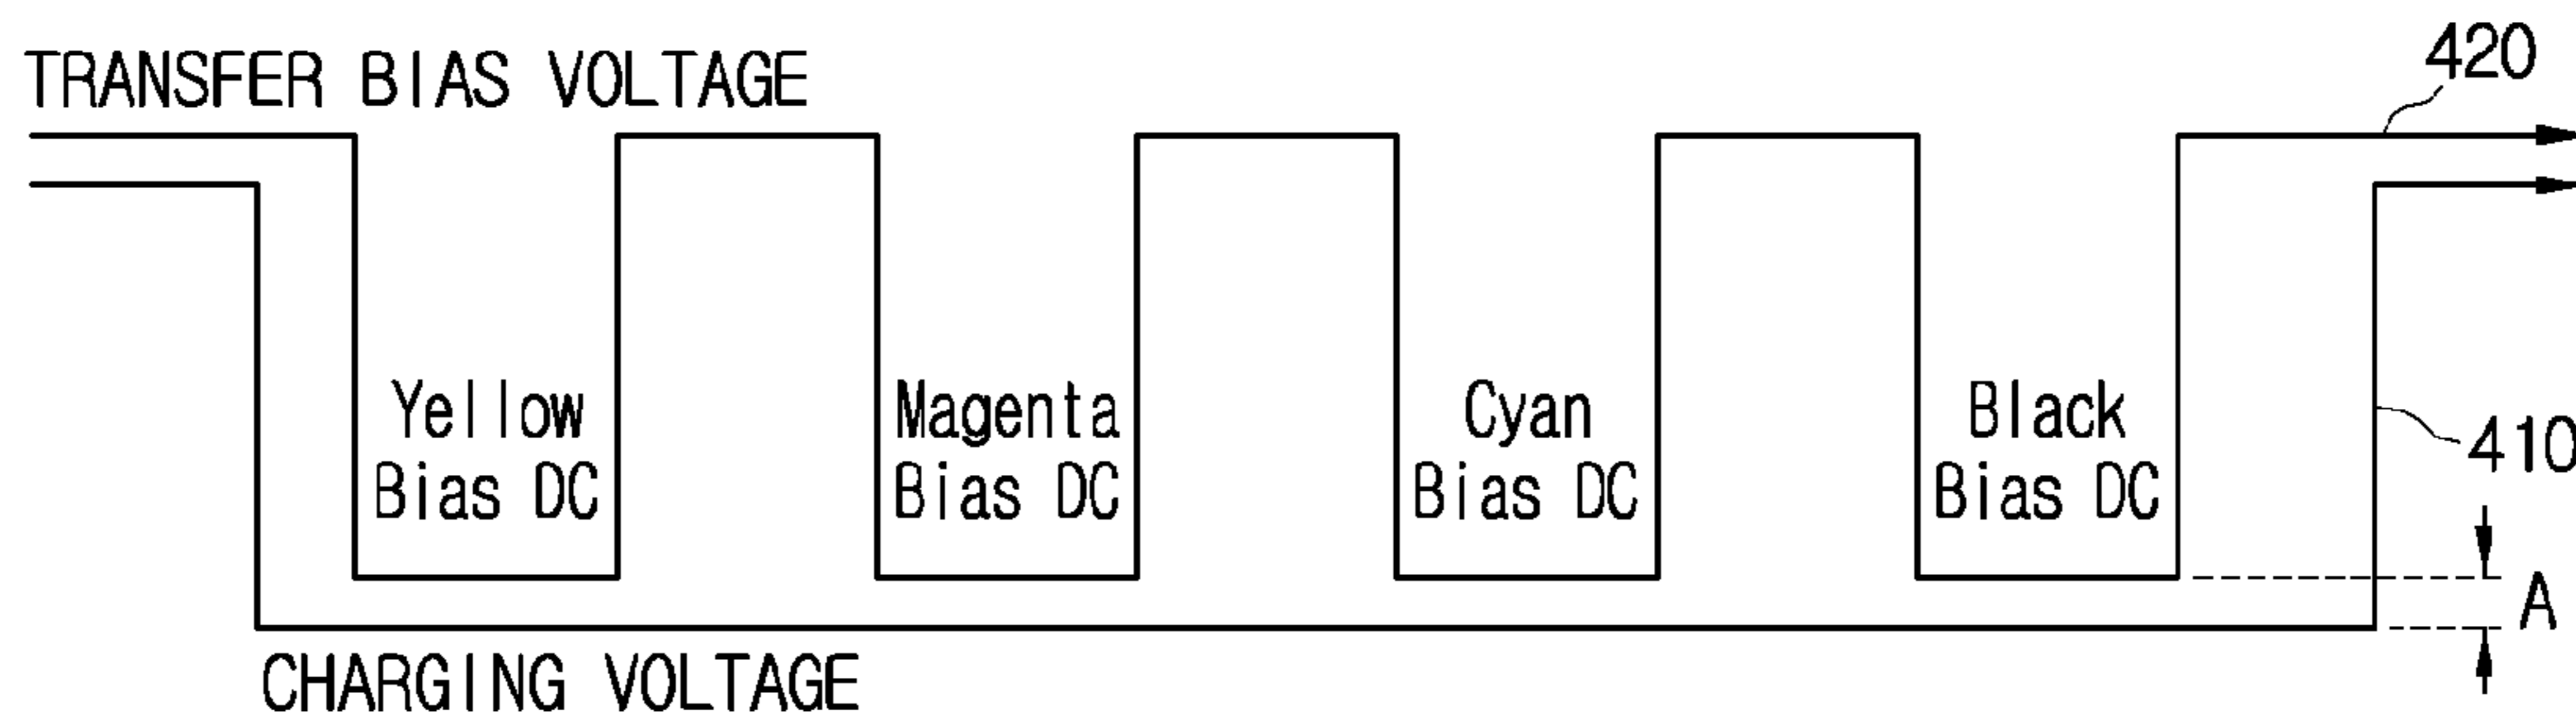 TRANSFER BIAS VOLTAGE
420
Yellow
Bias DC
Magenta
Bias DC
Cyan
Bias DC
Black
Bias DC
410
A
CHARGING VOLTAGE